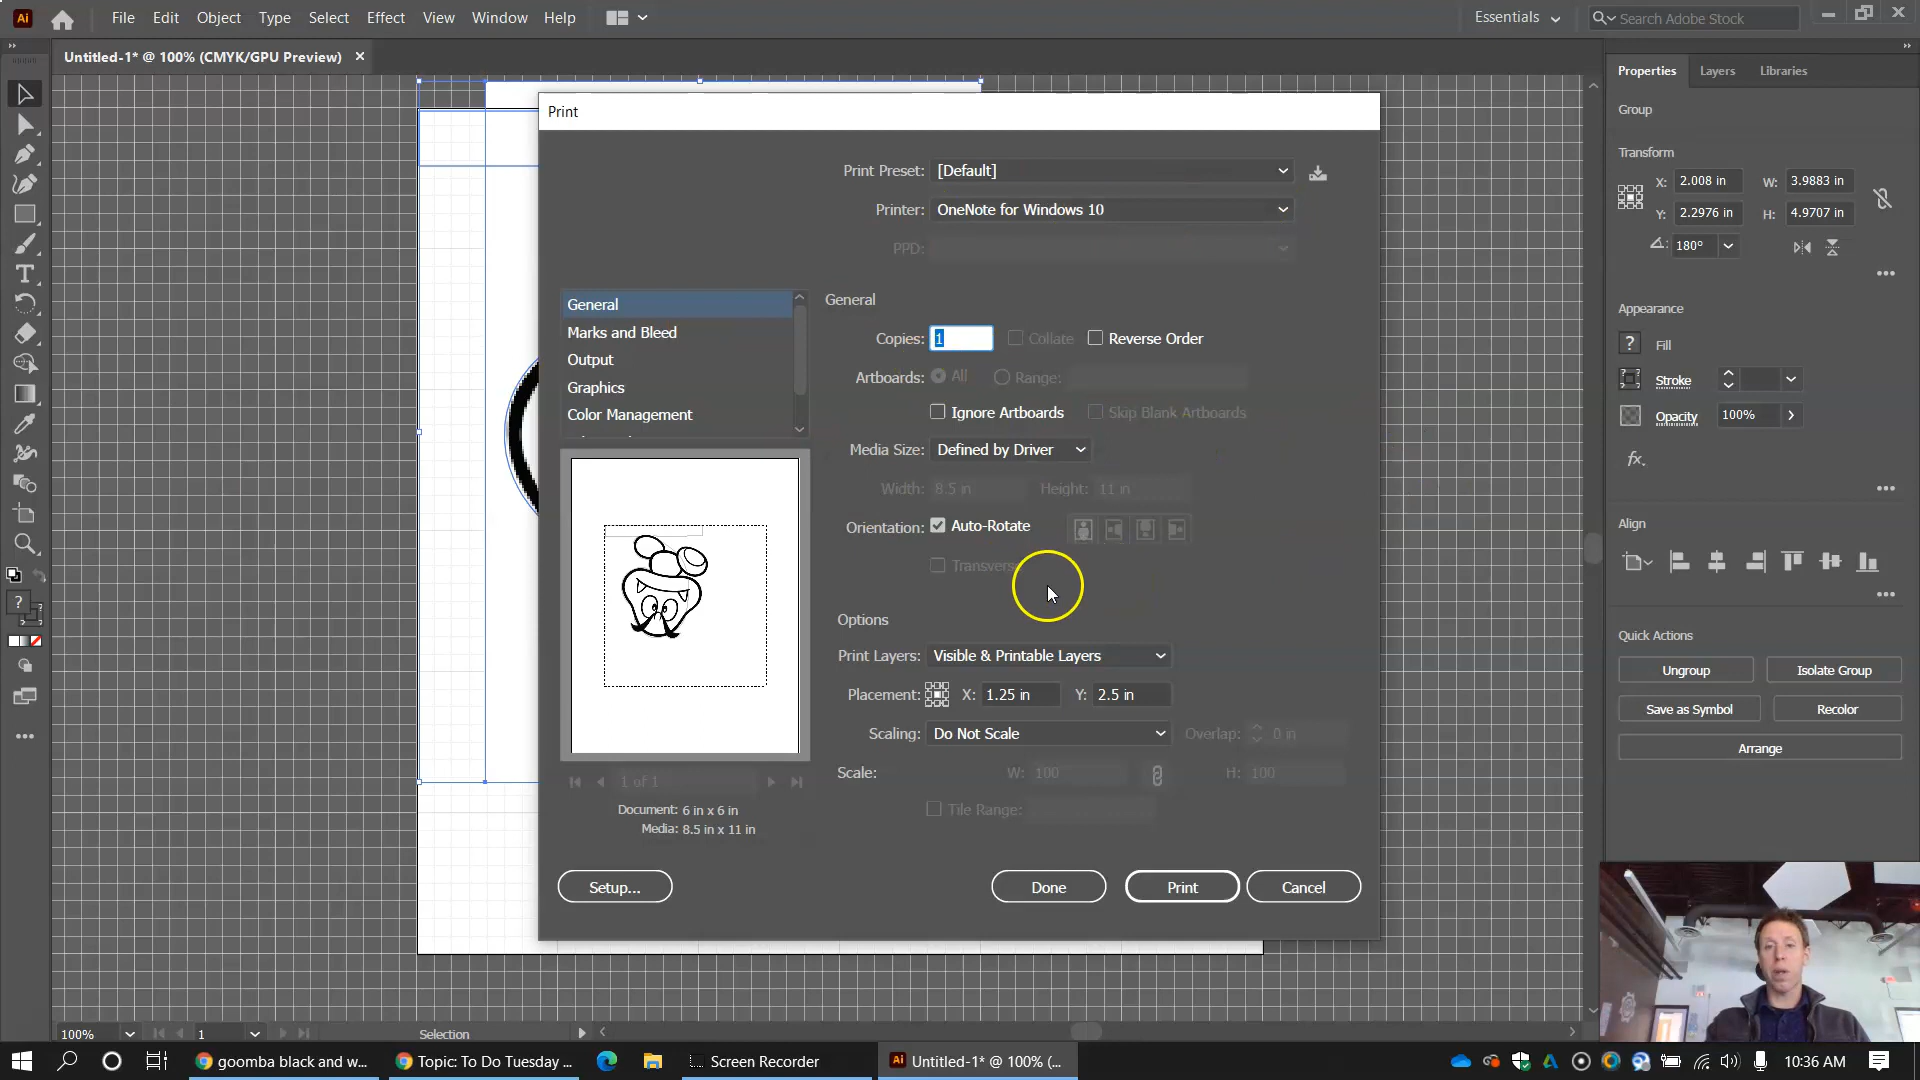 Ai File Edit Object Type Select Effect View Window Help Essentials Search Adobe Stock
Untitled-1* @ 100% (CMYK/GPU Preview)
Print
Print Preset: [Default]
Printer: OneNote for Windows 10
PPD:
General
Marks and Bleed
Output
Graphics
Color Management
General
Copies: 1 Collate Reverse Order
Artboards: All Range:
Ignore Artboards Skip Blank Artboards
Media Size: Defined by Driver
Width: 8.5 in Height: 11 in
Orientation: Auto-Rotate
Transverse
Options
Print Layers: Visible & Printable Layers
Placement: X: 1.25 in Y: 2.5 in
Scaling: Do Not Scale Overlap: 0 in
Scale: W: 100 H: 100
Tile Range:
1 of 1
Document: 6 in x 6 in
Media: 8.5 in x 11 in
Setup... Done Print Cancel
Properties Layers Libraries
Group
Transform
X: 2.008 in W: 3.9883 in
Y: 2.2976 in H: 4.9707 in
180°
Appearance
? Fill
Stroke
Opacity 100%
fx.
Align
Quick Actions
Ungroup Isolate Group
Save as Symbol Recolor
Arrange
100% 1 Selection
goomba black and w... Topic: To Do Tuesday ... Screen Recorder Ai Untitled-1* @ 100% (... 10:36 AM